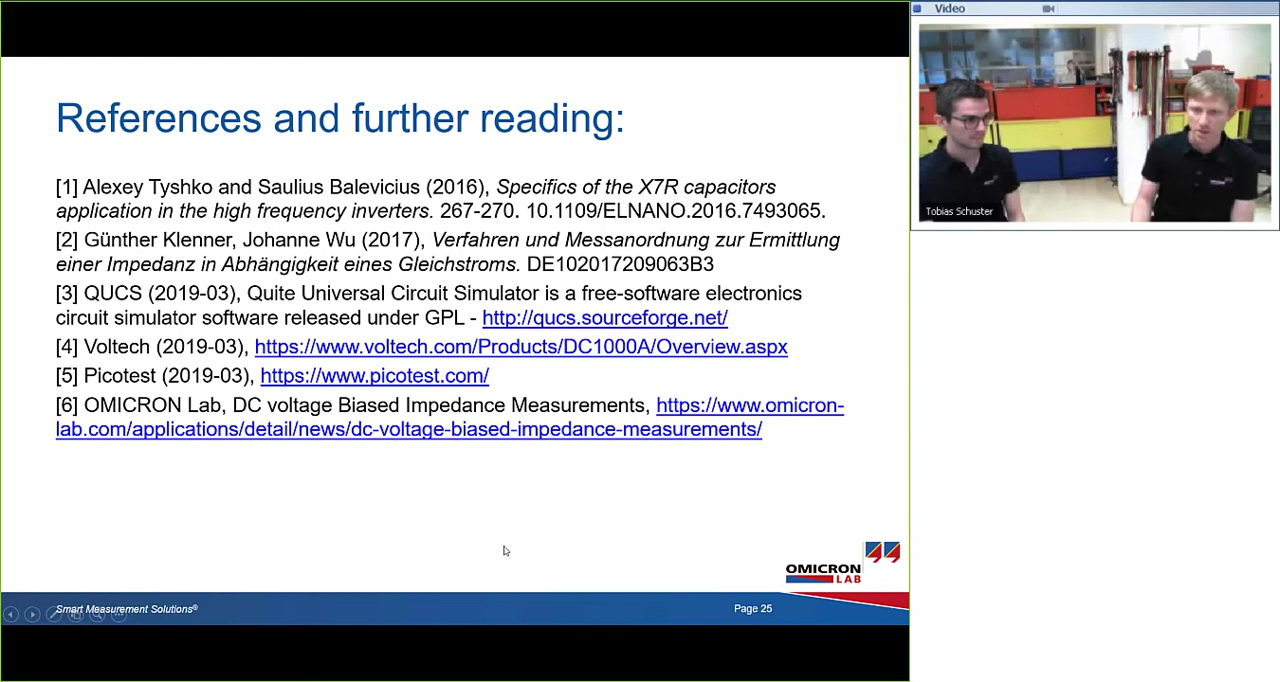 Video
References and further reading:
[1] Alexey Tyshko and Saulius Balevicius (2016), Specifics of the X7R capacitors
application in the high frequency inverters. 267-270. 10.1109/ELNANO.2016.7493065.
[2] Günther Klenner, Johanne Wu (2017), Verfahren und Messanordnung zur Ermittlung
einer Impedanz in Abhängigkeit eines Gleichstroms. DE102017209063B3
[3] QUCS (2019-03), Quite Universal Circuit Simulator is a free-software electronics
circuit simulator software released under GPL - http://qucs.sourceforge.net/
[4] Voltech (2019-03), https://www.voltech.com/Products/DC1000A/Overview.aspx
[5] Picotest (2019-03), https://www.picotest.com/
[6] OMICRON Lab, DC voltage Biased Impedance Measurements, https://www.omicron-
lab.com/applications/detail/news/dc-voltage-biased-impedance-measurements/
Tobias Schuster
OMICRON
LAB
Smart Measurement Solutions®
Page 25